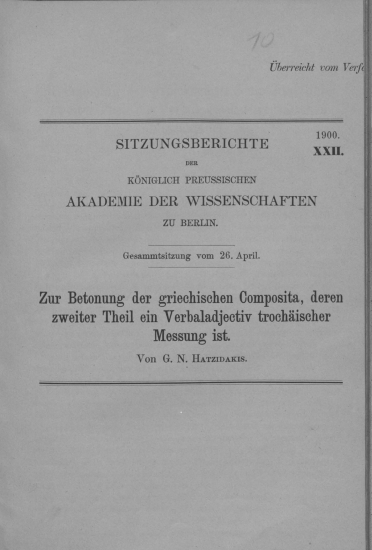 10
Überreicht vom
SITZUNGSBERICHTE
1900.
XXII.
DER
KÖNIGLICH PREUSSISCHEN
AKADEMIE DER WISSENSCHAFTEN
ZU BERLIN.
Gesammtsitzung vom 26. April.
Zur Betonung der griechischen Composita, deren
zweiter Theil ein Verbaladjectiv trochäischer
Messung ist.
Von G. N. HATZIDAKIS.